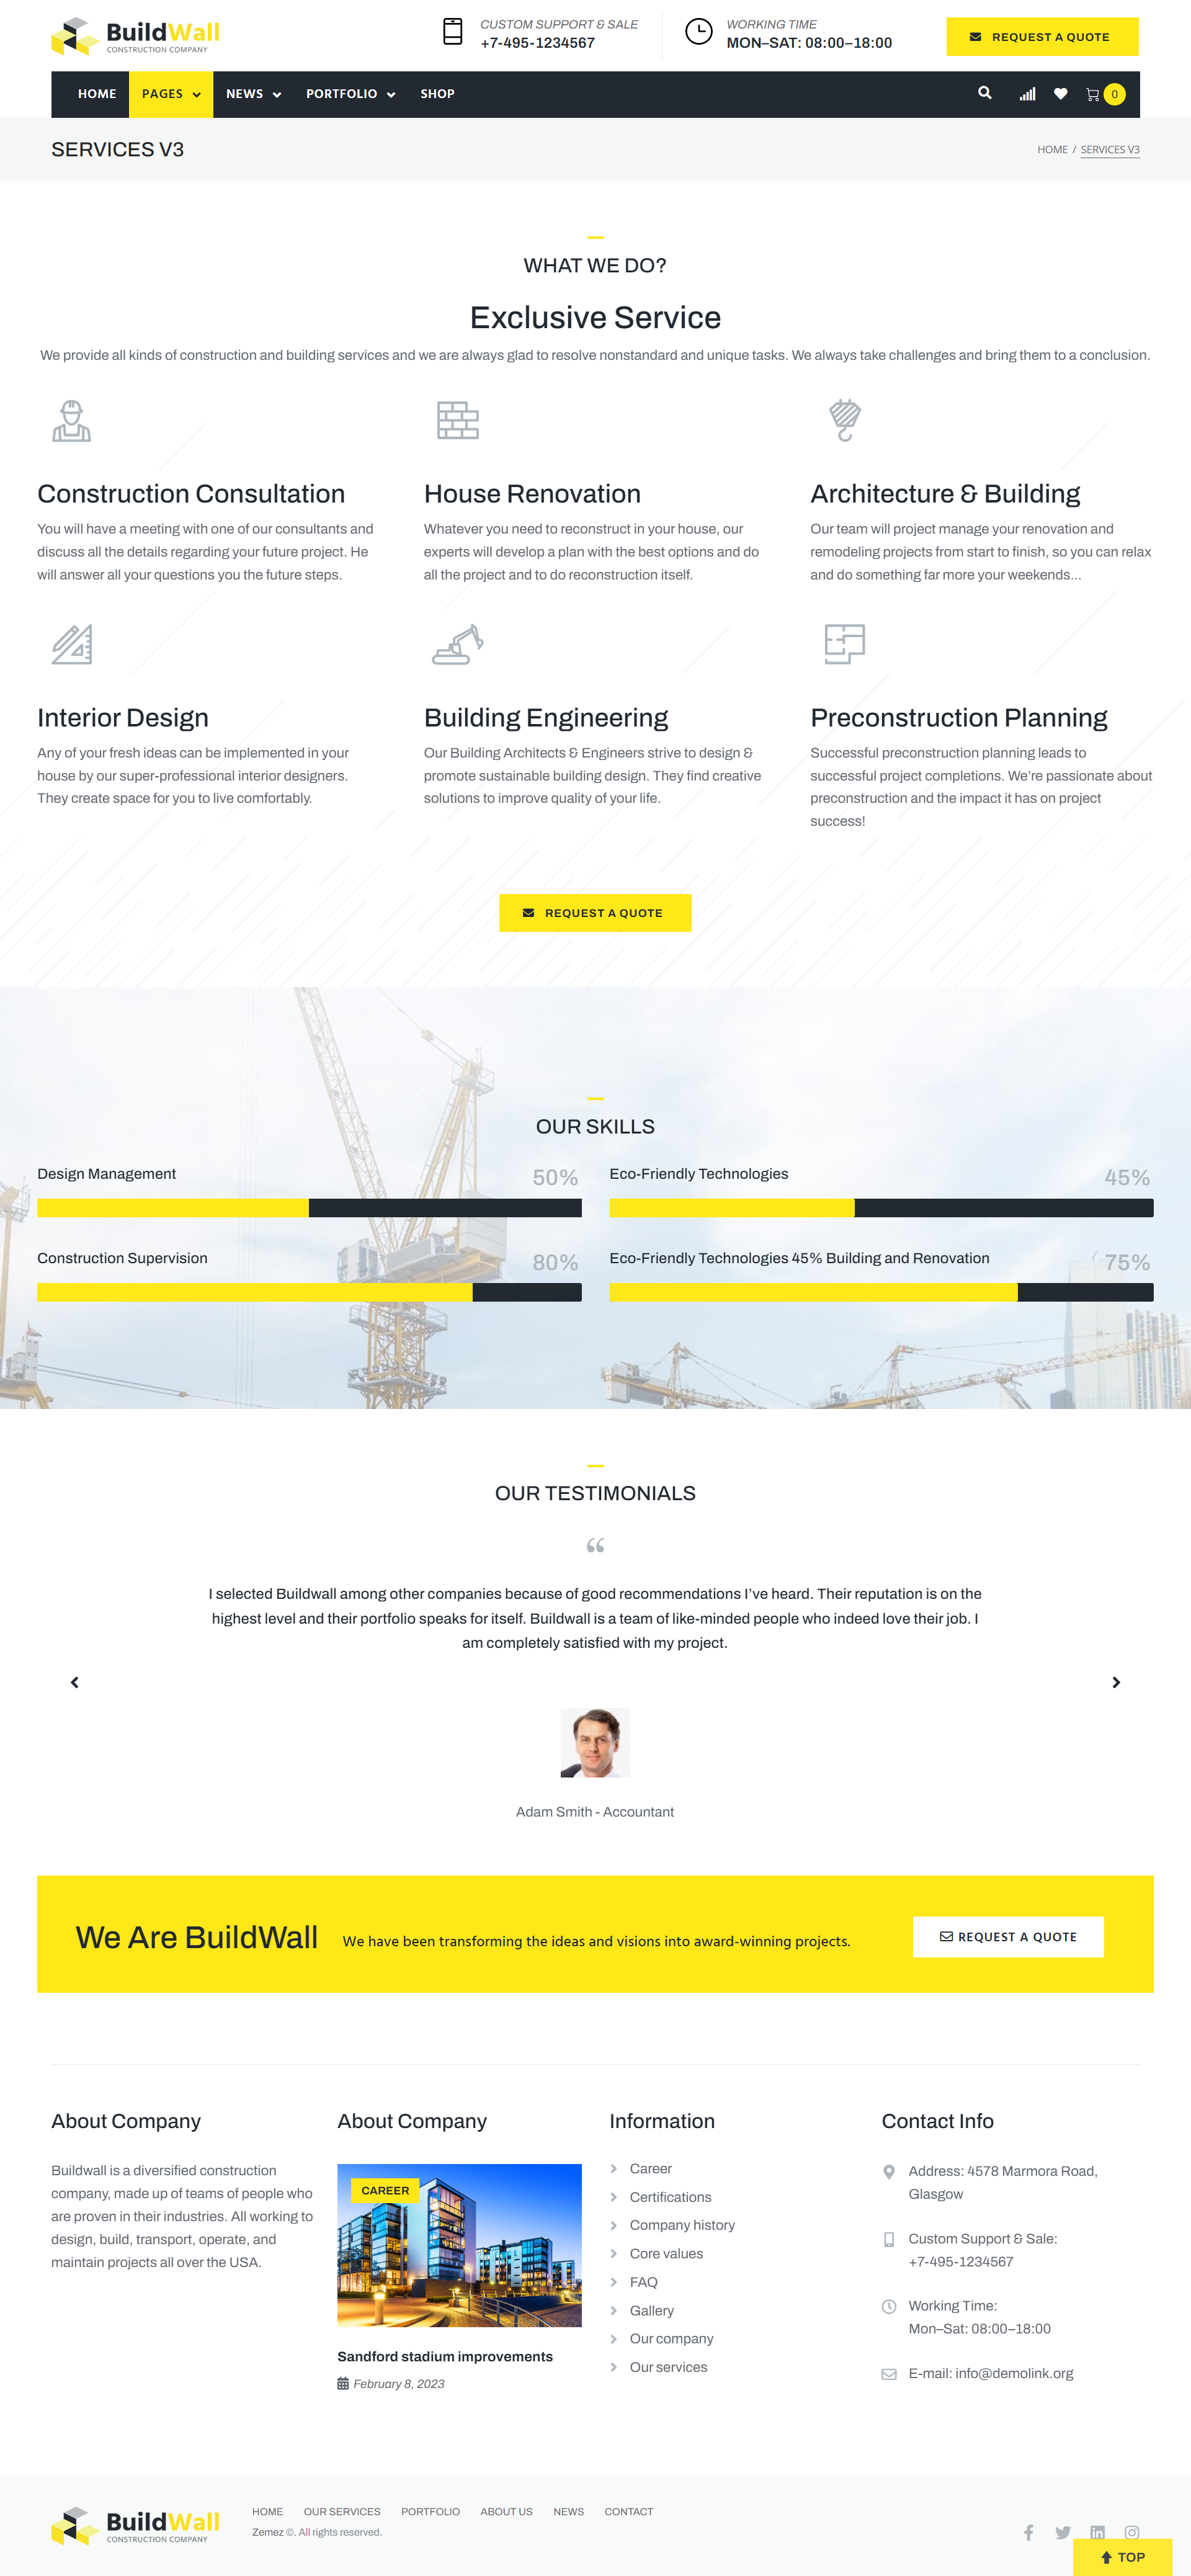 BuildWall
CONSTRUCTION COMPANY
CUSTOM SUPPORT & SALE
+7-495-1234567
WORKING TIME
MON–SAT: 08:00–18:00
REQUEST A QUOTE
HOME
PAGES
NEWS
PORTFOLIO
SHOP
0
SERVICES V3
HOME / SERVICES V3
WHAT WE DO?
Exclusive Service
We provide all kinds of construction and building services and we are always glad to resolve nonstandard and unique tasks. We always take challenges and bring them to a conclusion.
Construction Consultation
You will have a meeting with one of our consultants and
discuss all the details regarding your future project. He
will answer all your questions you the future steps.
House Renovation
Whatever you need to reconstruct in your house, our
experts will develop a plan with the best options and do
all the project and to do reconstruction itself.
Architecture & Building
Our team will project manage your renovation and
remodeling projects from start to finish, so you can relax
and do something far more your weekends...
Interior Design
Any of your fresh ideas can be implemented in your
house by our super-professional interior designers.
They create space for you to live comfortably.
Building Engineering
Our Building Architects & Engineers strive to design &
promote sustainable building design. They find creative
solutions to improve quality of your life.
Preconstruction Planning
Successful preconstruction planning leads to
successful project completions. We’re passionate about
preconstruction and the impact it has on project
success!
REQUEST A QUOTE
OUR SKILLS
Design Management
50%
Eco-Friendly Technologies
45%
Construction Supervision
80%
Eco-Friendly Technologies 45% Building and Renovation
75%
OUR TESTIMONIALS
“
I selected Buildwall among other companies because of good recommendations I’ve heard. Their reputation is on the
highest level and their portfolio speaks for itself. Buildwall is a team of like-minded people who indeed love their job. I
am completely satisfied with my project.
Adam Smith - Accountant
We Are BuildWall
We have been transforming the ideas and visions into award-winning projects.
REQUEST A QUOTE
About Company
Buildwall is a diversified construction
company, made up of teams of people who
are proven in their industries. All working to
design, build, transport, operate, and
maintain projects all over the USA.
About Company
CAREER
Sandford stadium improvements
February 8, 2023
Information
Career
Certifications
Company history
Core values
FAQ
Gallery
Our company
Our services
Contact Info
Address: 4578 Marmora Road,
Glasgow
Custom Support & Sale:
+7-495-1234567
Working Time:
Mon–Sat: 08:00–18:00
E-mail: info@demolink.org
BuildWall
CONSTRUCTION COMPANY
HOME
OUR SERVICES
PORTFOLIO
ABOUT US
NEWS
CONTACT
Zemez ©. All rights reserved.
TOP